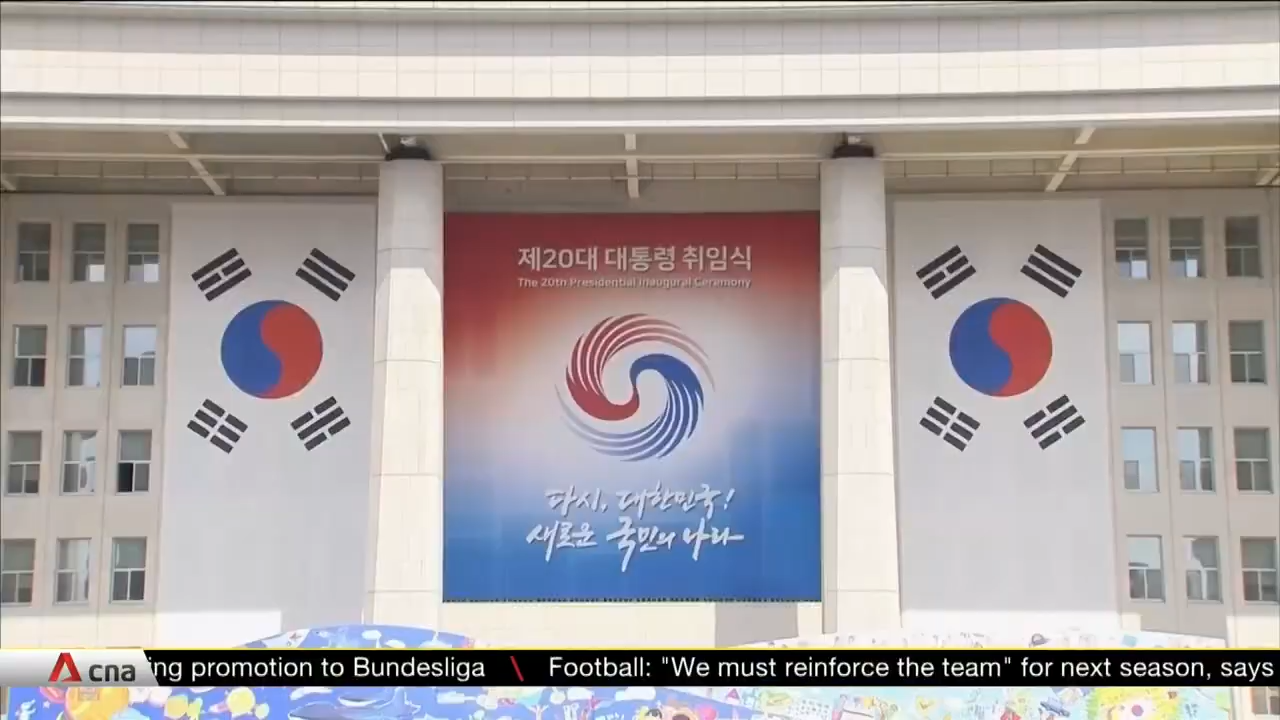 제20대 대통령 취임식
The 20th Presidential Inaugural Ceremony
다시, 대한민국!
새로운 국민의 나라
cna
ing promotion to Bundesliga \ Football: "We must reinforce the team" for next season, says